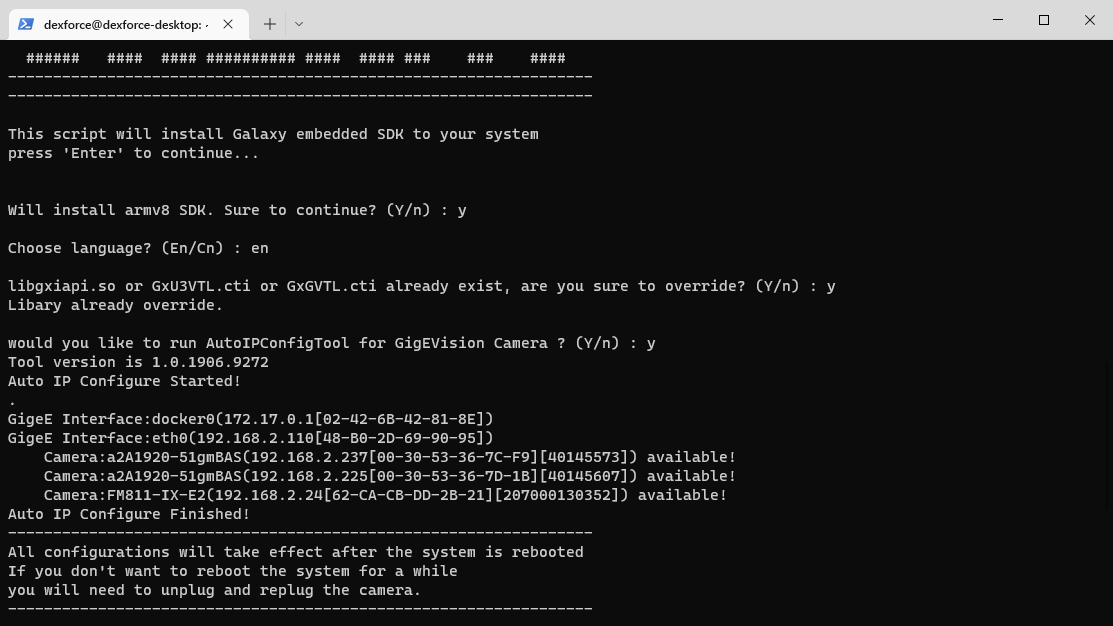 dexforce@dexforce-desktop: ~
###### #### #### ########## #### #### ### ### ####
-----------------------------------------------------------------
-----------------------------------------------------------------
This script will install Galaxy embedded SDK to your system
press 'Enter' to continue...
Will install armv8 SDK. Sure to continue? (Y/n) : y
Choose language? (En/Cn) : en
libgxiapi.so or GxU3VTL.cti or GxGVTL.cti already exist, are you sure to override? (Y/n) : y
Libary already override.
would you like to run AutoIPConfigTool for GigEVision Camera ? (Y/n) : y
Tool version is 1.0.1906.9272
Auto IP Configure Started!
.
GigeE Interface:docker0(172.17.0.1[02-42-6B-42-81-8E])
GigeE Interface:eth0(192.168.2.110[48-B0-2D-69-90-95])
Camera:a2A1920-51gmBAS(192.168.2.237[00-30-53-36-7C-F9][40145573]) available!
Camera:a2A1920-51gmBAS(192.168.2.225[00-30-53-36-7D-1B][40145607]) available!
Camera:FM811-IX-E2(192.168.2.24[62-CA-CB-DD-2B-21][207000130352]) available!
Auto IP Configure Finished!
-----------------------------------------------------------------
All configurations will take effect after the system is rebooted
If you don't want to reboot the system for a while
you will need to unplug and replug the camera.
-----------------------------------------------------------------